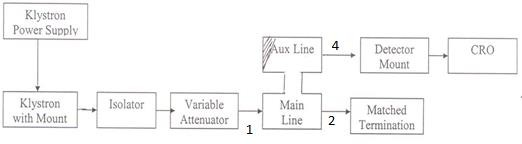 Klystron
Power Supply
Aux Line
4
Detector
Mount
CRO
Klystron
with Mount
Isolator
Variable
Attenuator
1
Main
Line
2
Matched
Termination